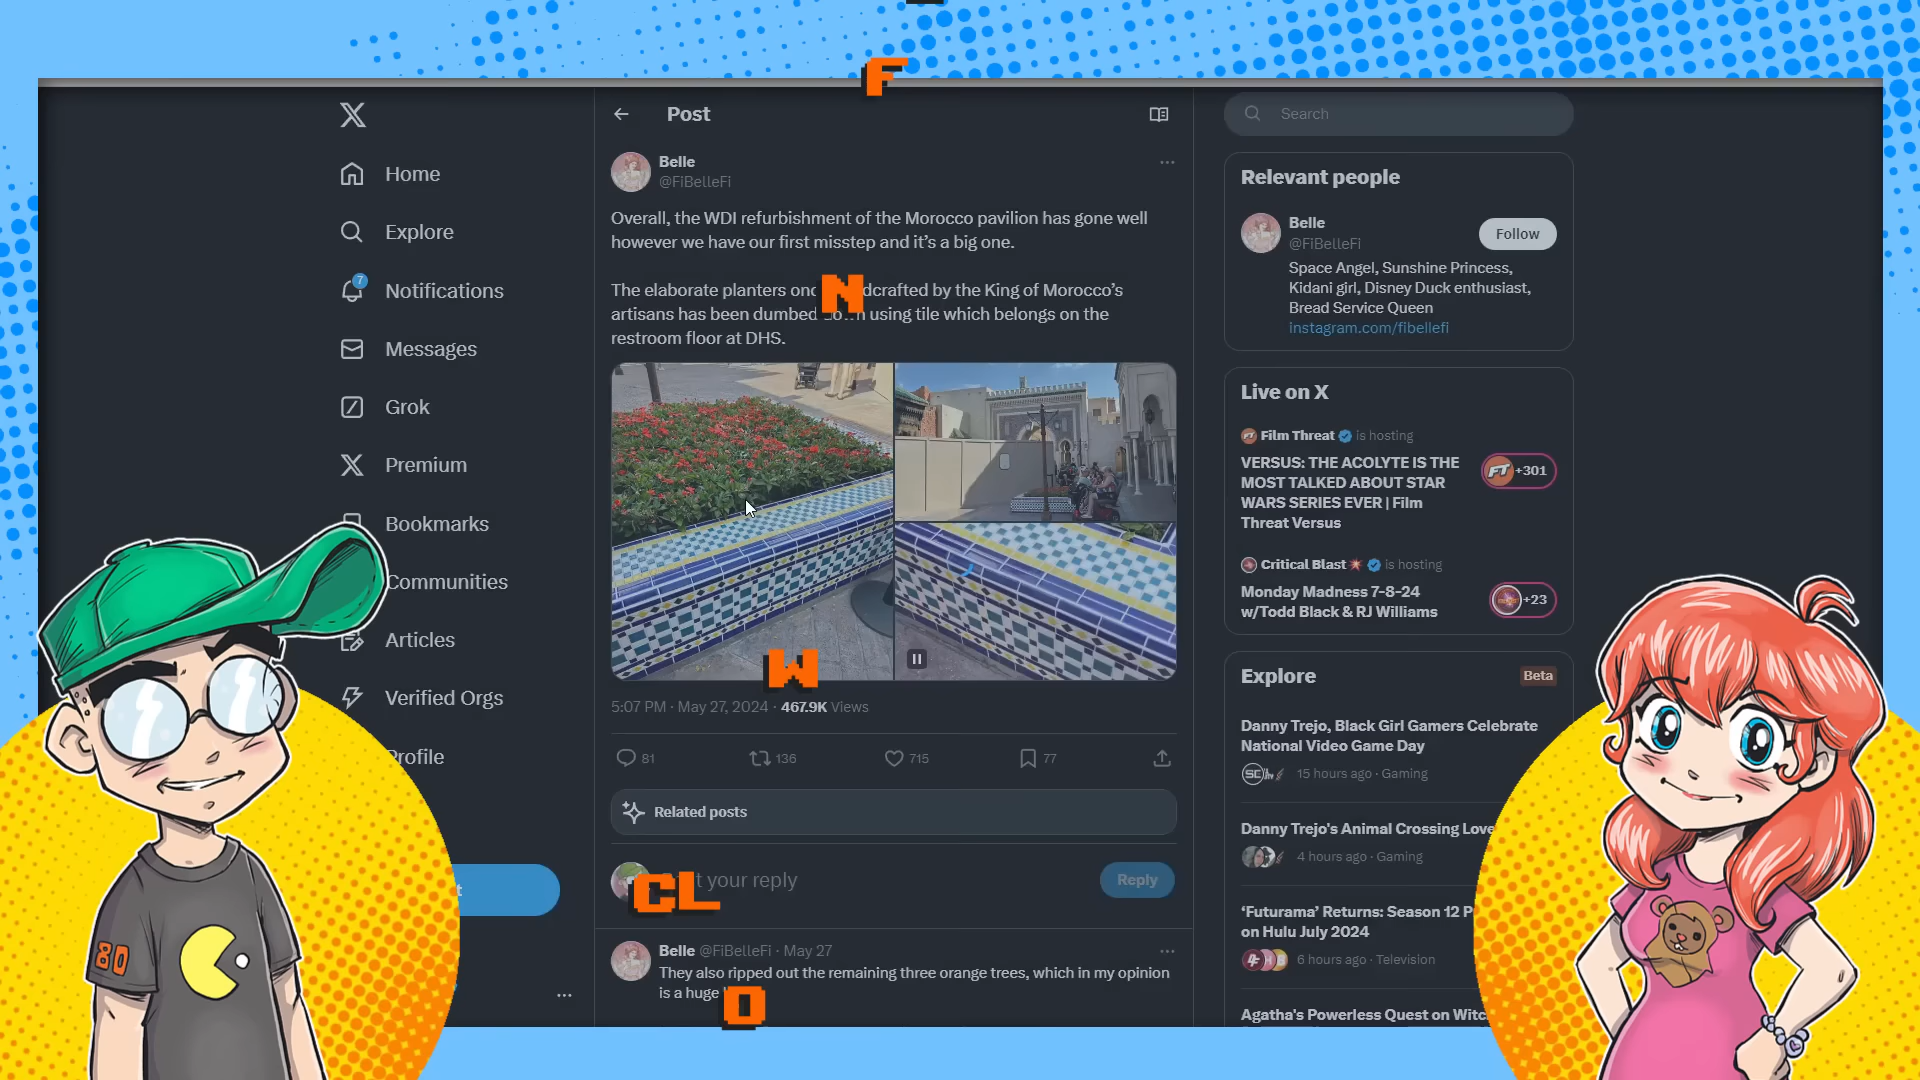 F
Post
Search
Home
Explore
7
Notifications
Messages
Grok
Premium
Bookmarks
Communities
Articles
Verified Orgs
Profile
Belle
@FiBelleFi
Overall, the WDI refurbishment of the Morocco pavilion has gone well
however we have our first misstep and it's a big one.
The elaborate planters N by the King of Morocco's
artisans has been dumbed using tile which belongs on the
restroom floor at DHS.
W
5:07 PM · May 27, 2024 · 467.9K Views
81
136
715
77
Related posts
CL
your reply
Reply
Belle @FiBelleFi · May 27
They also ripped out the remaining three orange trees, which in my opinion
is a huge
O
Relevant people
Belle
@FiBelleFi
Follow
Space Angel, Sunshine Princess,
Kidani girl, Disney Duck enthusiast,
Bread Service Queen
instagram.com/fibellefi
Live on X
FT Film Threat is hosting
VERSUS: THE ACOLYTE IS THE
MOST TALKED ABOUT STAR
WARS SERIES EVER | Film
Threat Versus
FT +301
Critical Blast is hosting
Monday Madness 7-8-24
w/Todd Black & RJ Williams
+23
Explore
Beta
Danny Trejo, Black Girl Gamers Celebrate
National Video Game Day
15 hours ago · Gaming
Danny Trejo's Animal Crossing
4 hours ago · Gaming
'Futurama' Returns: Season 12
on Hulu July 2024
6 hours ago · Television
Agatha's Powerless Quest on
80